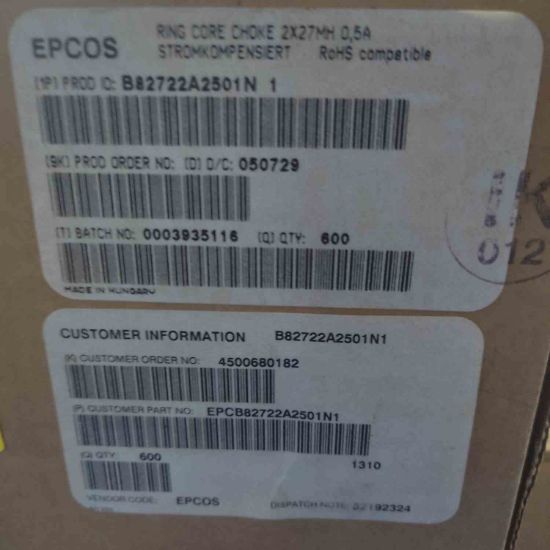 EPCOS
RING CORE CHOKE 2X27MH 0,5A
STROMKOMPENSIERT RoHS compatible
(1P) PROD ID: B82722A2501N 1
(9K) PROD ORDER NO: (D) D/C: 050729
(T) BATCH NO: 0003935116 (Q) QTY: 600
MADE IN HUNGARY
012
CUSTOMER INFORMATION B82722A2501N1
(K) CUSTOMER ORDER NO: 4500680182
(P) CUSTOMER PART NO: EPCB82722A2501N1
(Q) QTY: 600
1310
VENDOR CODE: EPCOS DISPATCH NOTE: 82192324